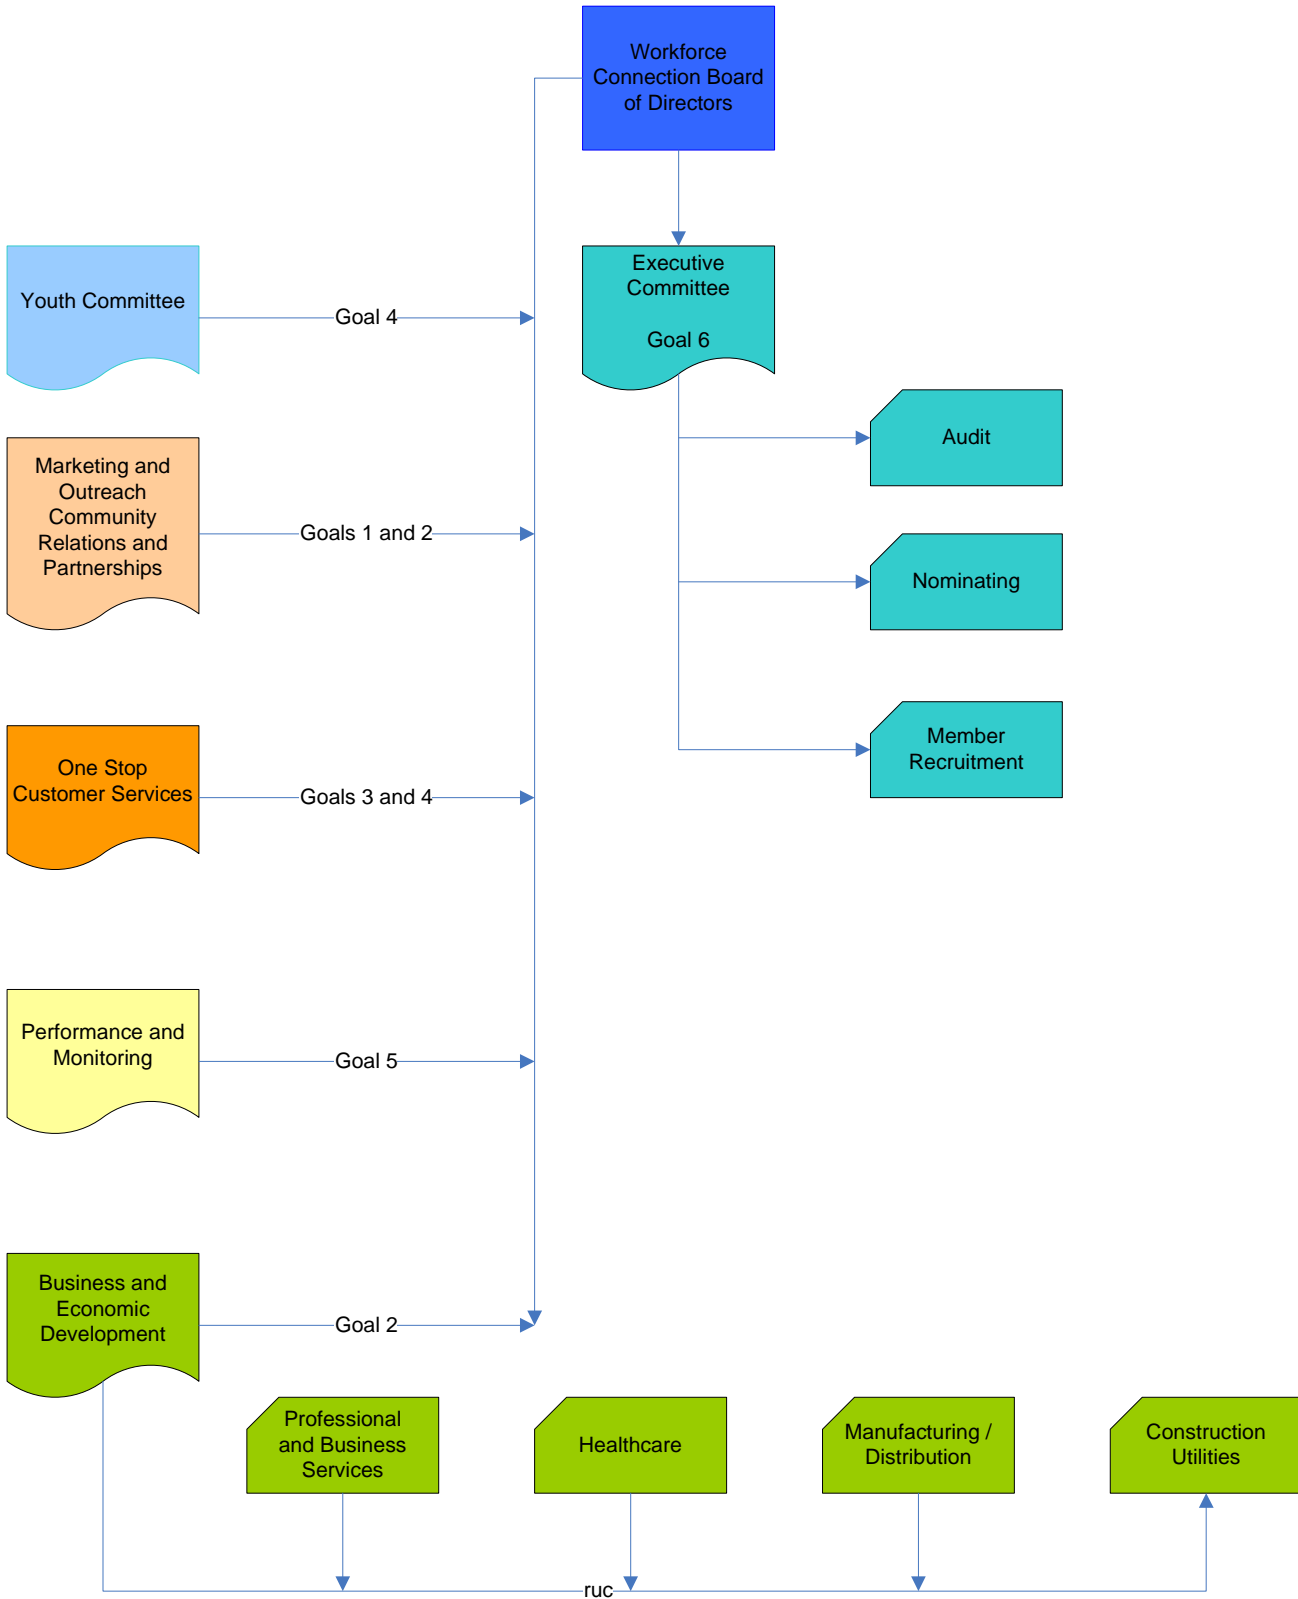 Workforce
Connection Board
of Directors
Executive
Committee
Goal 6
Youth Committee
Goal 4
Audit
Marketing and
Outreach
Community
Relations and
Partnerships
Goals 1 and 2
Nominating
Member
Recruitment
One Stop
Customer Services
Goals 3 and 4
Performance and
Monitoring
Goal 5
Business and
Economic
Development
Goal 2
Professional
and Business
Services
Healthcare
Manufacturing /
Distribution
Construction
Utilities
ruc